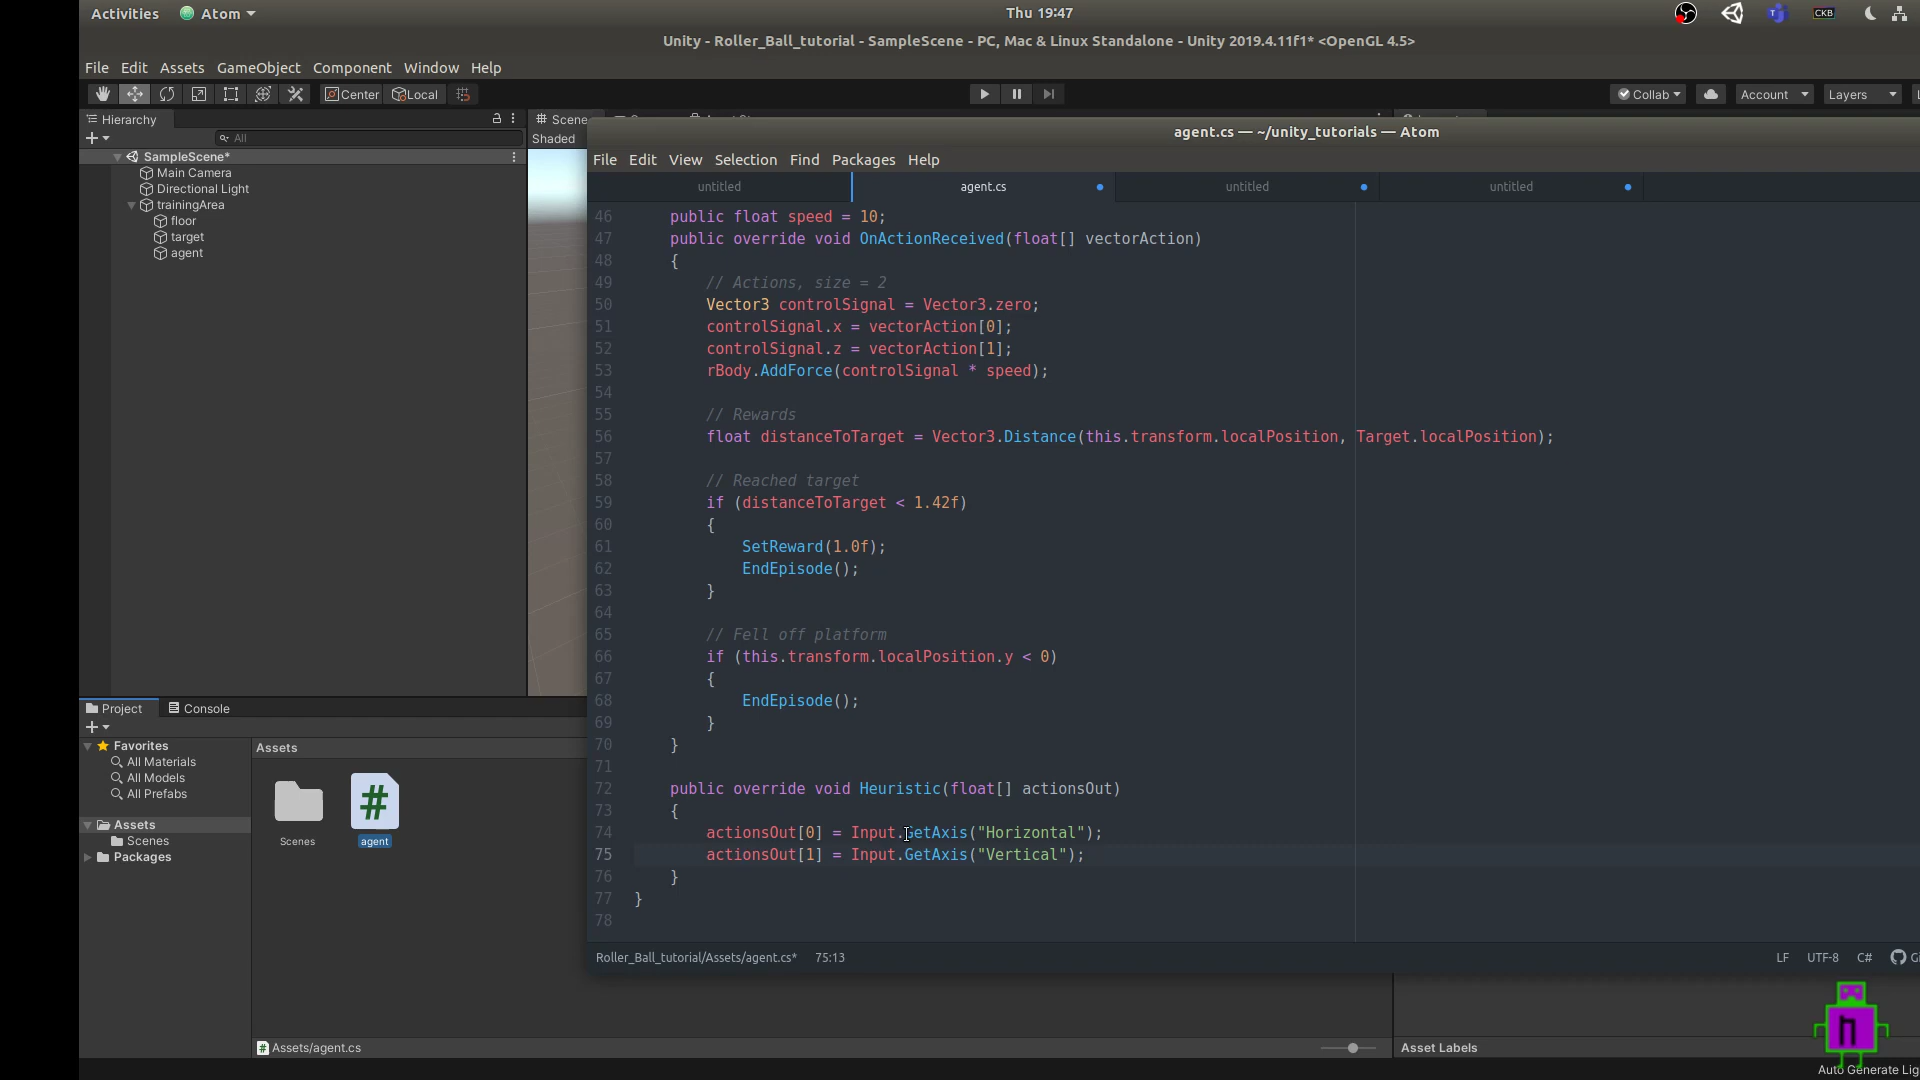 Activities
Atom
Thu 19:47
CKB
Unity - Roller_Ball_tutorial - SampleScene - PC, Mac & Linux Standalone - Unity 2019.4.11f1* <OpenGL 4.5>
File Edit Assets GameObject Component Window Help
Center Local
Collab Account Layers
Hierarchy
All
SampleScene*
Main Camera
Directional Light
trainingArea
floor
target
agent
Scene
Shaded
agent.cs — ~/unity_tutorials — Atom
File Edit View Selection Find Packages Help
untitled agent.cs untitled untitled
46 public float speed = 10;
47 public override void OnActionReceived(float[] vectorAction)
48 {
49 // Actions, size = 2
50 Vector3 controlSignal = Vector3.zero;
51 controlSignal.x = vectorAction[0];
52 controlSignal.z = vectorAction[1];
53 rBody.AddForce(controlSignal * speed);
54
55 // Rewards
56 float distanceToTarget = Vector3.Distance(this.transform.localPosition, Target.localPosition);
57
58 // Reached target
59 if (distanceToTarget < 1.42f)
60 {
61 SetReward(1.0f);
62 EndEpisode();
63 }
64
65 // Fell off platform
66 if (this.transform.localPosition.y < 0)
67 {
68 EndEpisode();
69 }
70 }
71
72 public override void Heuristic(float[] actionsOut)
73 {
74 actionsOut[0] = Input.GetAxis("Horizontal");
75 actionsOut[1] = Input.GetAxis("Vertical");
76 }
77 }
78
Roller_Ball_tutorial/Assets/agent.cs* 75:13
LF UTF-8 C# Gi
Project Console
Favorites
All Materials
All Models
All Prefabs
Assets
Scenes
Packages
Assets
Scenes
#
agent
Assets/agent.cs
Asset Labels
h
Auto Generate Lig